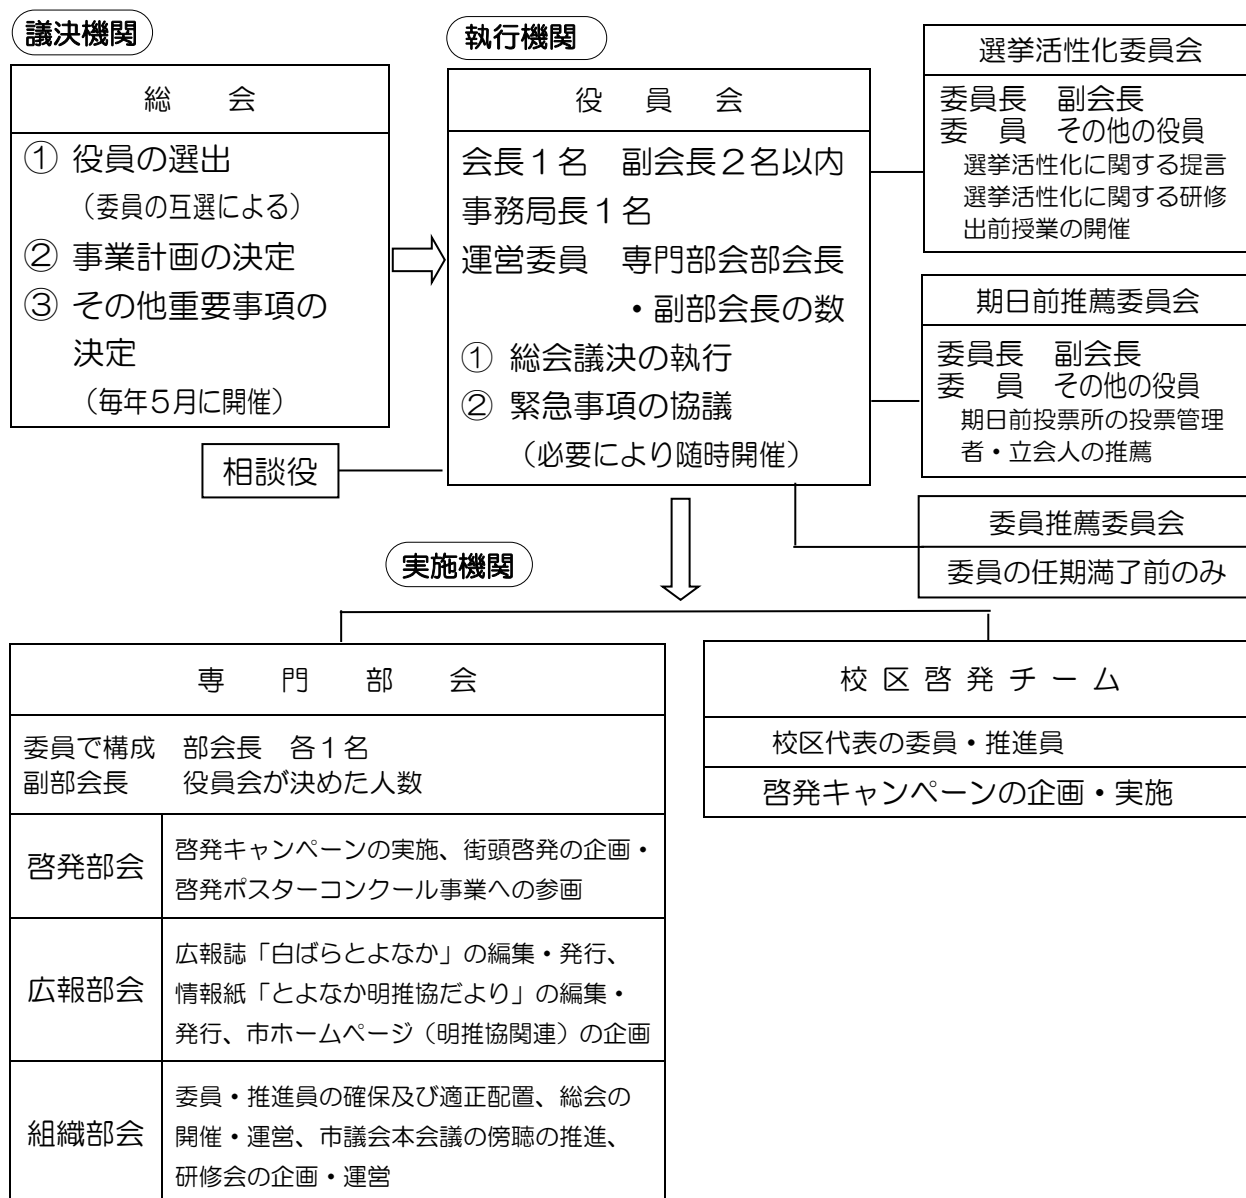 議決機関
総　会
① 役員の選出
（委員の互選による）
② 事業計画の決定
③ その他重要事項の
決定
（毎年５月に開催）
執行機関
役　員　会
会長１名　副会長２名以内
事務局長１名
運営委員　専門部会部会長
・副部会長の数
① 総会議決の執行
② 緊急事項の協議
（必要により随時開催）
相談役
選挙活性化委員会
委員長　副会長
委　員　その他の役員
選挙活性化に関する提言
選挙活性化に関する研修
出前授業の開催
期日前推薦委員会
委員長　副会長
委　員　その他の役員
期日前投票所の投票管理
者・立会人の推薦
委員推薦委員会
委員の任期満了前のみ
実施機関
専　門　部　会
委員で構成　部会長　各１名
副部会長　役員会が決めた人数
啓発部会
啓発キャンペーンの実施、街頭啓発の企画・
啓発ポスターコンクール事業への参画
広報部会
広報誌「白ばらとよなか」の編集・発行、
情報紙「とよなか明推協だより」の編集・
発行、市ホームページ（明推協関連）の企画
組織部会
委員・推進員の確保及び適正配置、総会の
開催・運営、市議会本会議の傍聴の推進、
研修会の企画・運営
校区啓発チーム
校区代表の委員・推進員
啓発キャンペーンの企画・実施